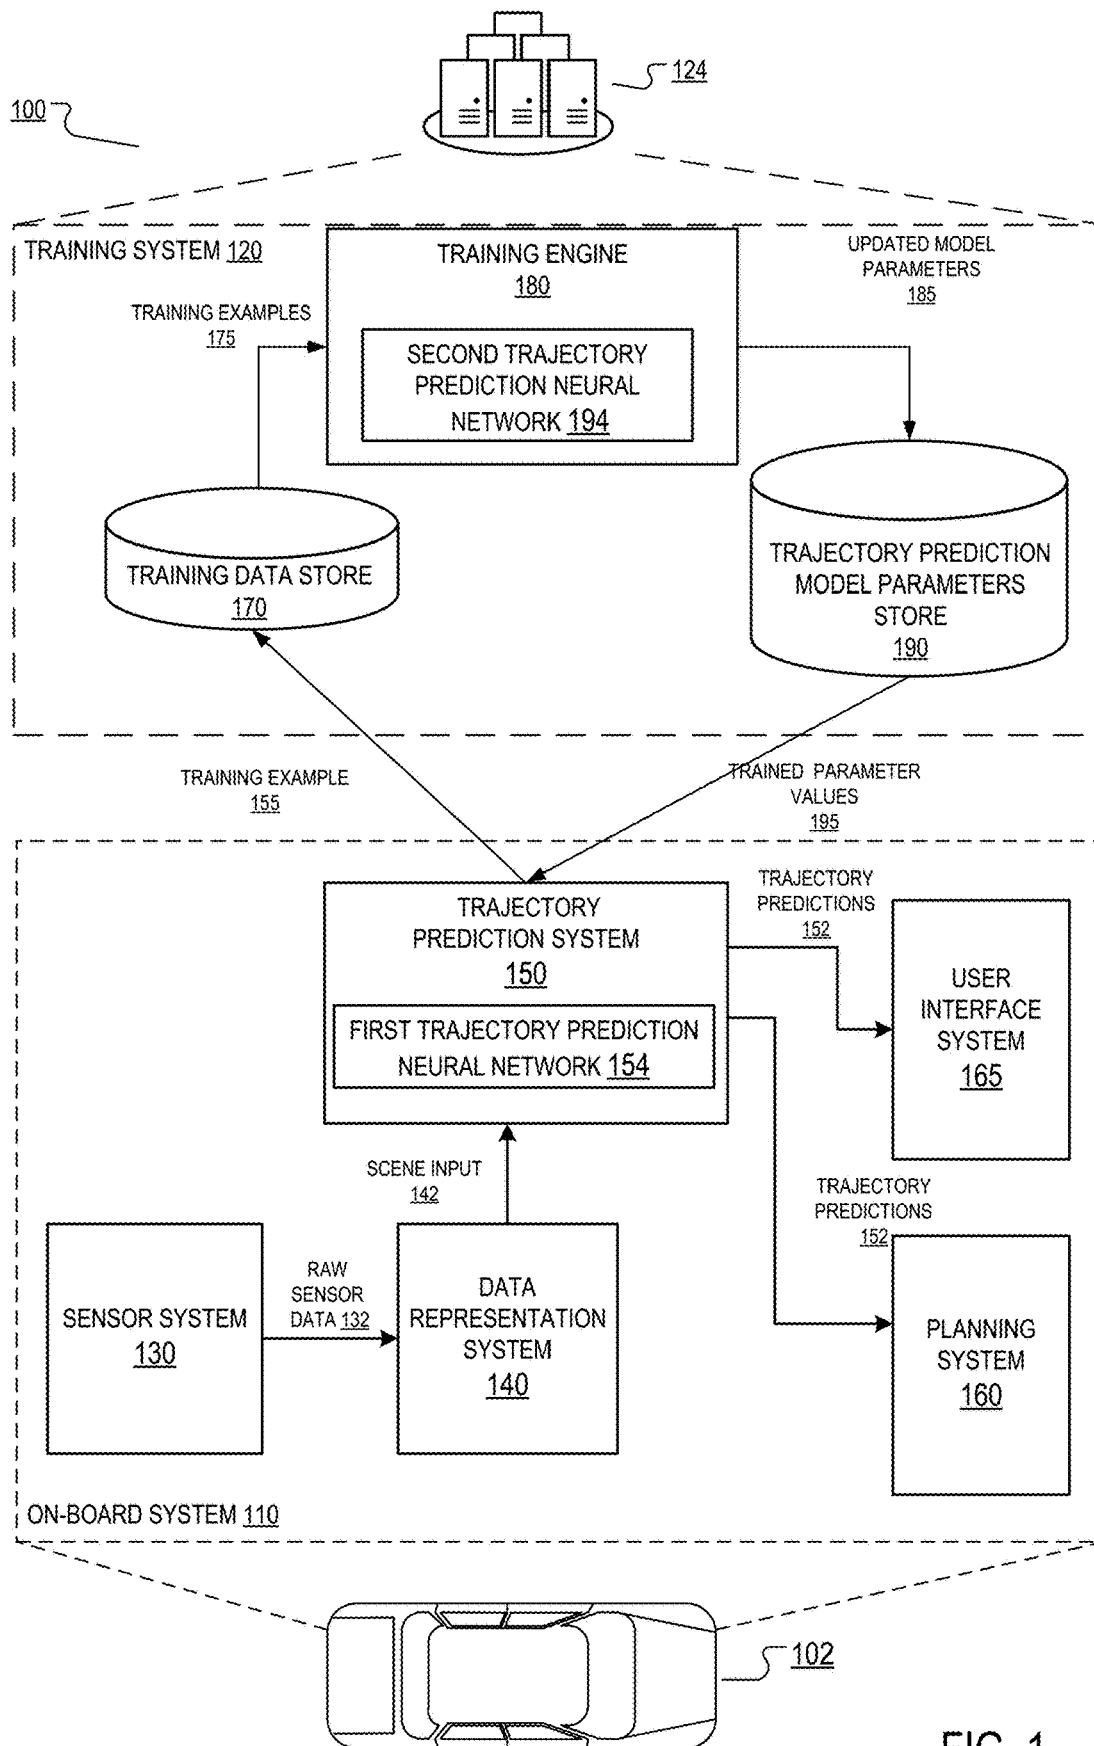 124
100
TRAINING SYSTEM 120
TRAINING ENGINE
180
UPDATED MODEL
PARAMETERS
185
TRAINING EXAMPLES
175
SECOND TRAJECTORY
PREDICTION NEURAL
NETWORK 194
TRAINING DATA STORE
170
TRAJECTORY PREDICTION
MODEL PARAMETERS
STORE
190
TRAINING EXAMPLE
155
TRAINED PARAMETER
VALUES
195
TRAJECTORY
PREDICTION SYSTEM
150
FIRST TRAJECTORY PREDICTION
NEURAL NETWORK 154
TRAJECTORY
PREDICTIONS
152
USER
INTERFACE
SYSTEM
165
SCENE INPUT
142
TRAJECTORY
PREDICTIONS
152
SENSOR SYSTEM
130
RAW
SENSOR
DATA 132
DATA
REPRESENTATION
SYSTEM
140
PLANNING
SYSTEM
160
ON-BOARD SYSTEM 110
102
FIG. 1